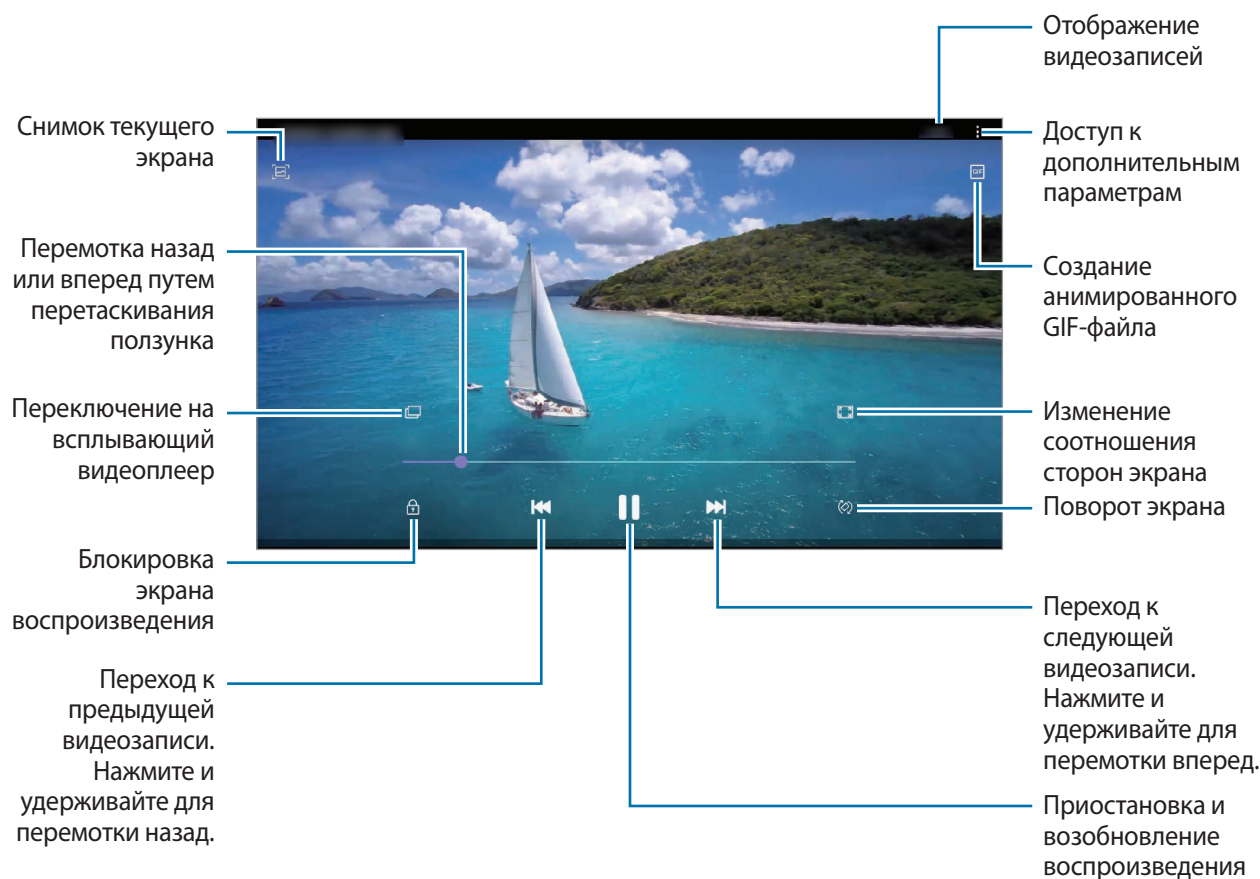 Отображение
видеозаписей
Снимок текущего
экрана
Доступ к
дополнительным
параметрам
GIF
Перемотка назад
или вперед путем
перетаскивания
ползунка
Создание
анимированного
GIF-файла
Переключение на
всплывающий
видеоплеер
Изменение
соотношения
сторон экрана
Поворот экрана
Блокировка
экрана
воспроизведения
Переход к
следующей
видеозаписи.
Нажмите и
удерживайте для
перемотки вперед.
Переход к
предыдущей
видеозаписи.
Нажмите и
удерживайте для
перемотки назад.
Приостановка и
возобновление
воспроизведения